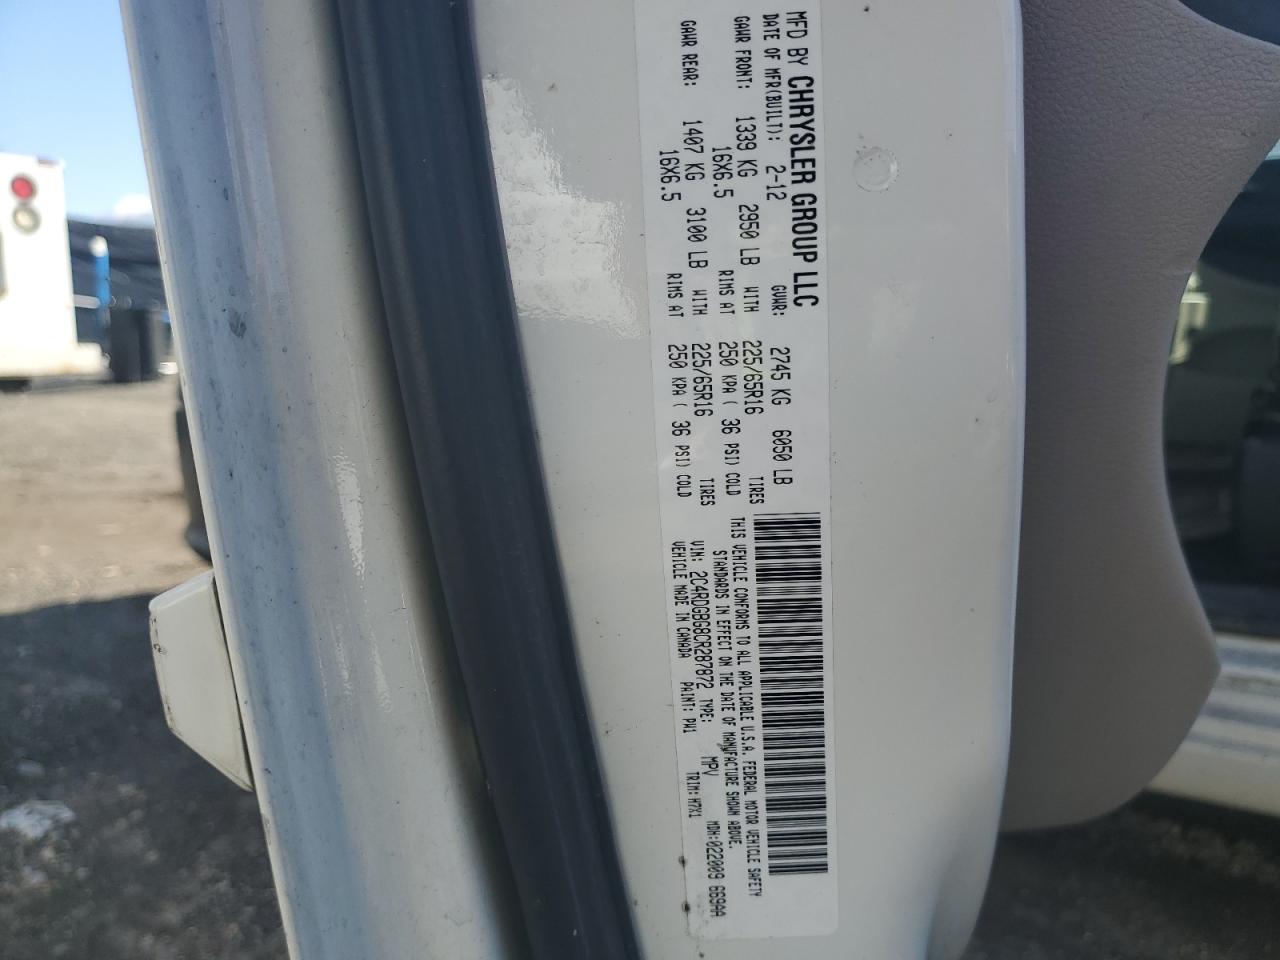 MFD BY CHRYSLER GROUP LLC
DATE OF MFR(BUILT): 2-12 GVWR: 2745 KG 6050 LB
GAWR FRONT: 1339 KG 2950 LB WITH 225/65R16 TIRES
16X6.5 RIMS AT 250 KPA( 36 PSI) COLD
GAWR REAR: 1407 KG 3100 LB WITH 225/65R16 TIRES
16X6.5 RIMS AT 250 KPA( 36 PSI) COLD
THIS VEHICLE CONFORMS TO ALL APPLICABLE U.S.A. FEDERAL MOTOR VEHICLE SAFETY
STANDARDS IN EFFECT ON THE DATE OF MANUFACTURE SHOWN ABOVE.
VIN: 2C4RDGBG8CR287872 TYPE: MPV MDH:022009 669AA
VEHICLE MADE IN CANADA PAINT: PW1 TRIM: H7X1